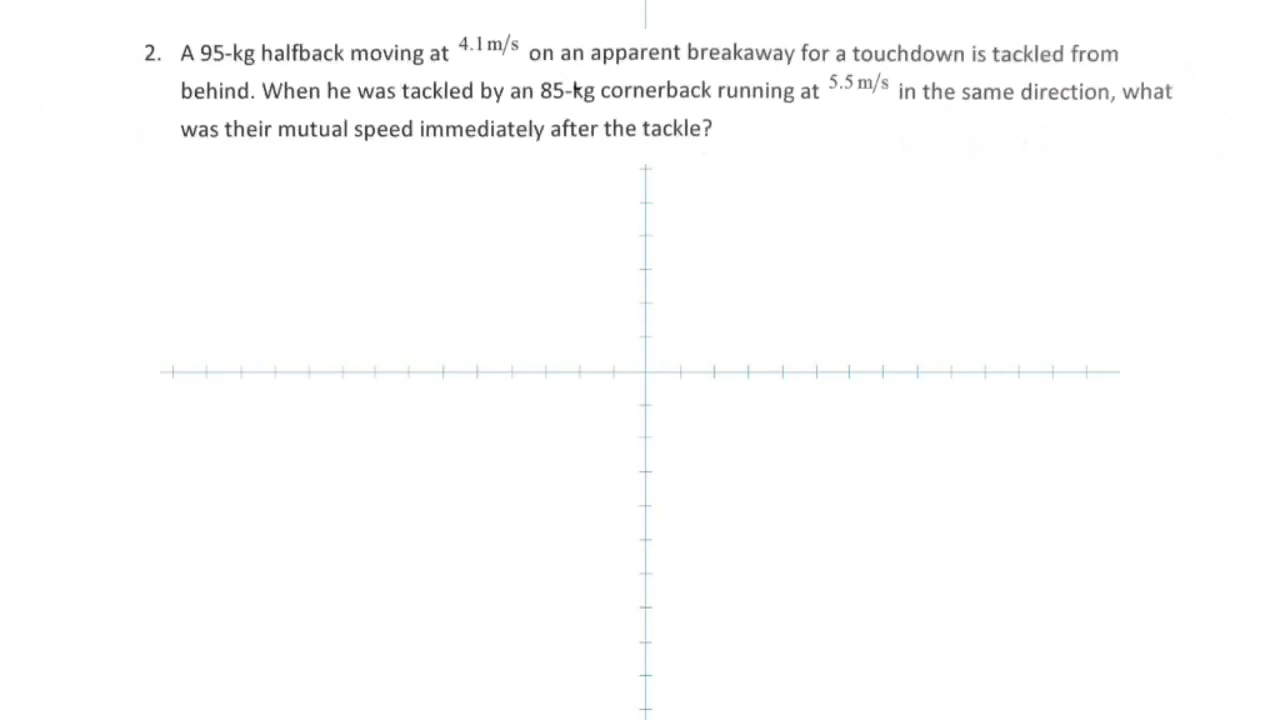 2. A 95-kg halfback moving at 4.1 m/s on an apparent breakaway for a touchdown is tackled from
behind. When he was tackled by an 85-kg cornerback running at 5.5 m/s in the same direction, what
was their mutual speed immediately after the tackle?